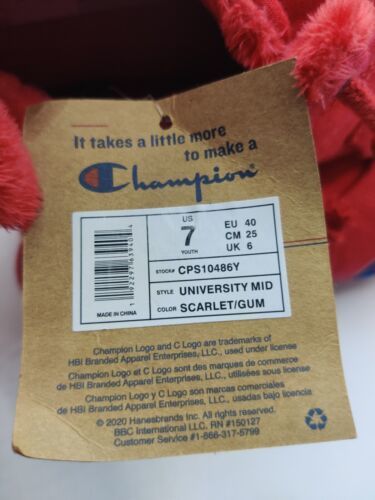 It takes a little more
to make a
Champion
US
7
YOUTH
EU 40
CM 25
UK 6
STOCK# CPS10486Y
STYLE UNIVERSITY MID
COLOR SCARLET/GUM
MADE IN CHINA
Champion Logo and C Logo are trademarks of
HBI Branded Apparel Enterprises, LLC., used under license
Champion Logo et C Logo sont des marques de commerce
de HBI Branded Apparel Enterprises, LLC., utilisées sous license
Champion Logo y C Logo son marcas comerciales
de HBI Branded Apparel Enterprises, LLC., usadas bajo licencia
© 2020 Hanesbrands Inc. All rights reserved.
BBC International LLC, RN #150127
Customer Service #1-866-317-5799